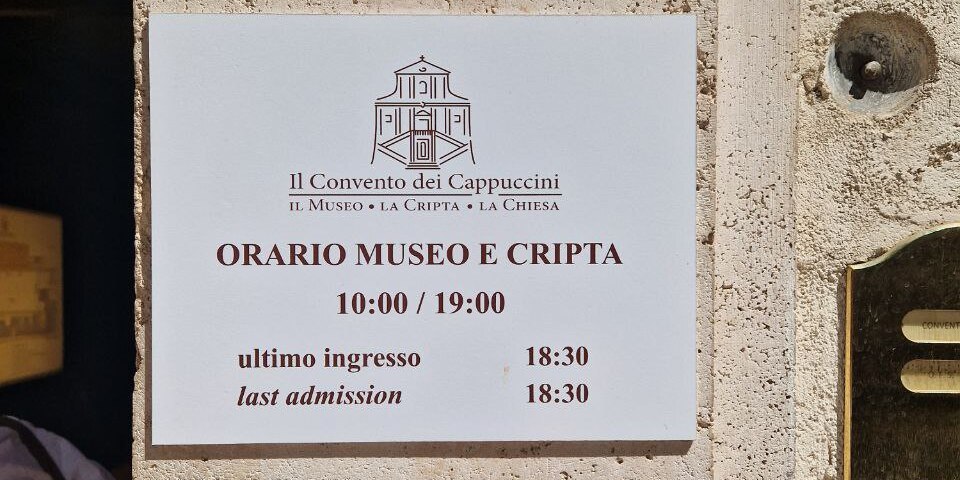 Il Convento dei Cappuccini
IL MUSEO • LA CRIPTA • LA CHIESA
ORARIO MUSEO E CRIPTA
10:00 / 19:00
ultimo ingresso 18:30
last admission 18:30
CONVENT